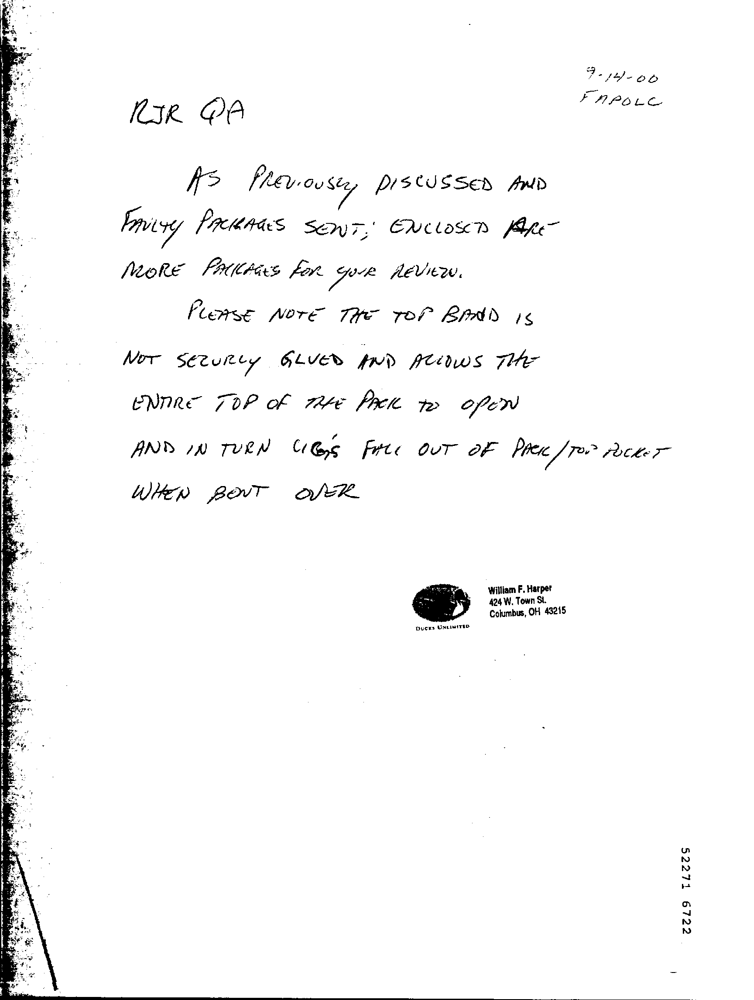 9-14-00
FAPOLC
RJR QA
AS PREVIOUSLY DISCUSSED AND
FAULTY PACKAGES SENT; ENCLOSED ARE
MORE PACKAGES FOR YOUR REVIEW.
PLEASE NOTE THE TOP BAND IS
NOT SECURLY GLUED AND ALLOWS THE
ENTIRE TOP OF THE PACK TO OPEN
AND IN TURN CIG'S FALL OUT OF PACK/TOP POCKET
WHEN BENT OVER
William F. Harper
424 W. Town St.
Columbus, OH 43215
DUCKS UNLIMITED
52271 6722